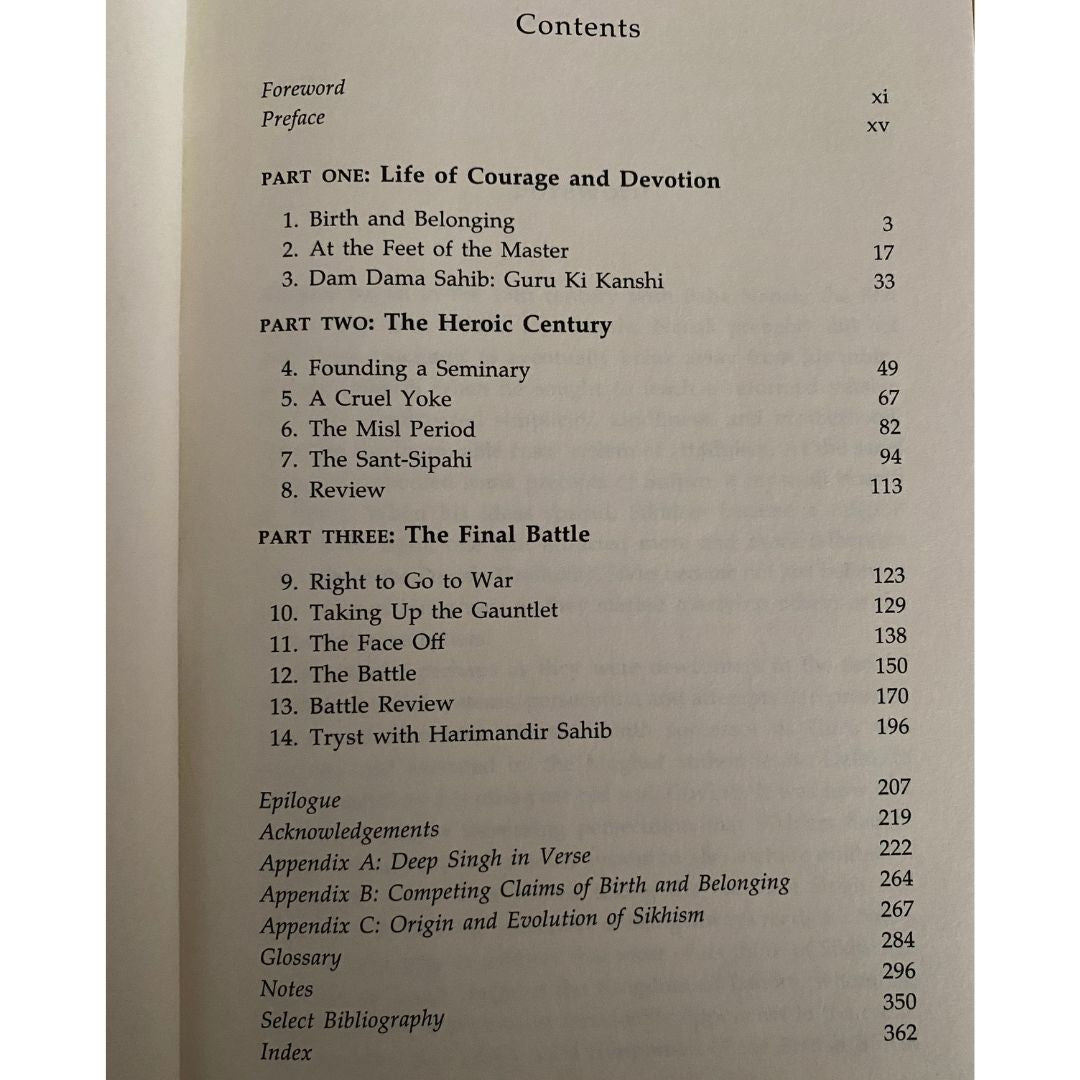 Contents
Foreword xi
Preface xv
PART ONE: Life of Courage and Devotion
1. Birth and Belonging 3
2. At the Feet of the Master 17
3. Dam Dama Sahib: Guru Ki Kanshi 33
PART TWO: The Heroic Century
4. Founding a Seminary 49
5. A Cruel Yoke 67
6. The Misl Period 82
7. The Sant-Sipahi 94
8. Review 113
PART THREE: The Final Battle
9. Right to Go to War 123
10. Taking Up the Gauntlet 129
11. The Face Off 138
12. The Battle 150
13. Battle Review 170
14. Tryst with Harimandir Sahib 196
Epilogue 207
Acknowledgements 219
Appendix A: Deep Singh in Verse 222
Appendix B: Competing Claims of Birth and Belonging 264
Appendix C: Origin and Evolution of Sikhism 267
Glossary 284
Notes 296
Select Bibliography 350
Index 362